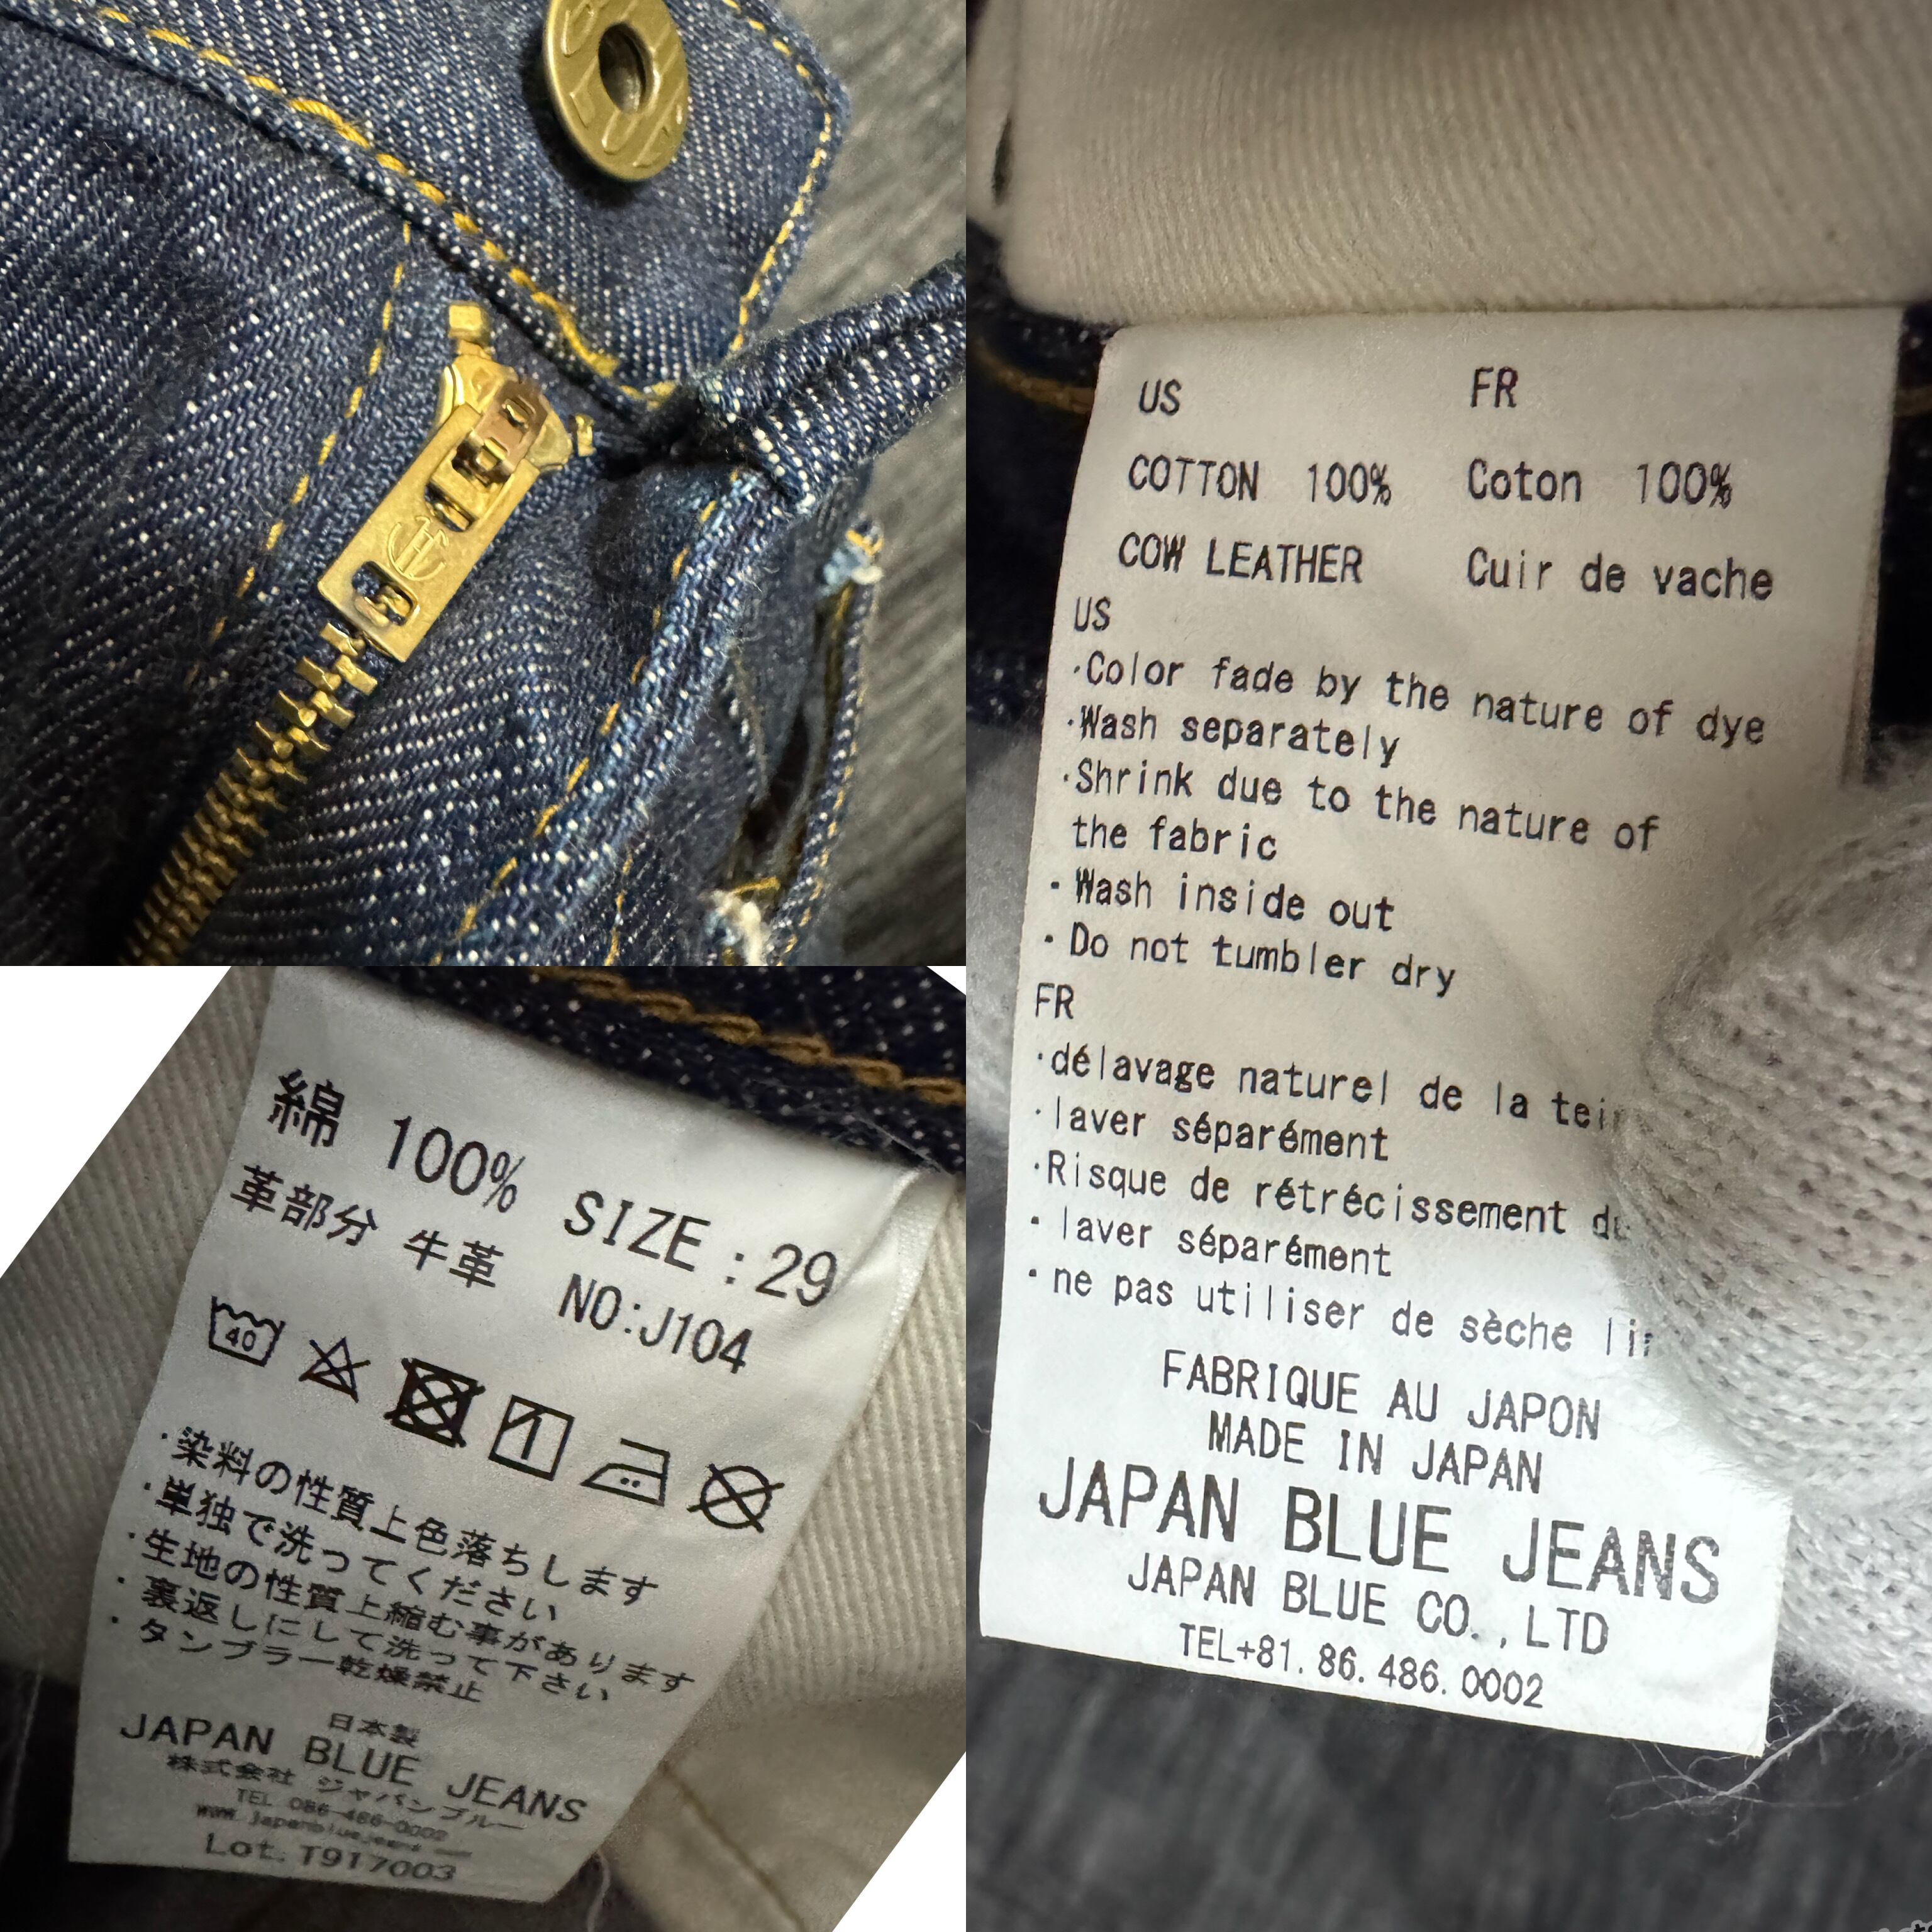 US FR
COTTON 100% Coton 100%
COW LEATHER Cuir de vache
US
·Color fade by the nature of dye
·Wash separately
·Shrink due to the nature of
the fabric
·Wash inside out
·Do not tumbler dry
FR
·délavage naturel de la
·laver séparément
·Risque de rétrécissement
·laver séparément
·ne pas utiliser de sèche
FABRIQUE AU JAPON
MADE IN JAPAN
JAPAN BLUE JEANS
JAPAN BLUE CO.,LTD
TEL+81.86.486.0002
綿 100% SIZE:29
革部分 牛革 NO:J104
40
·染料の性質上色落ちします
·単独で洗ってください
·生地の性質上縮む事があります
·裏返しにして洗って下さい
·タンブラー乾燥禁止
日本製
JAPAN BLUE JEANS
株式会社 ジャパンブルー
TEL 086-486-0002
Lot.T917003